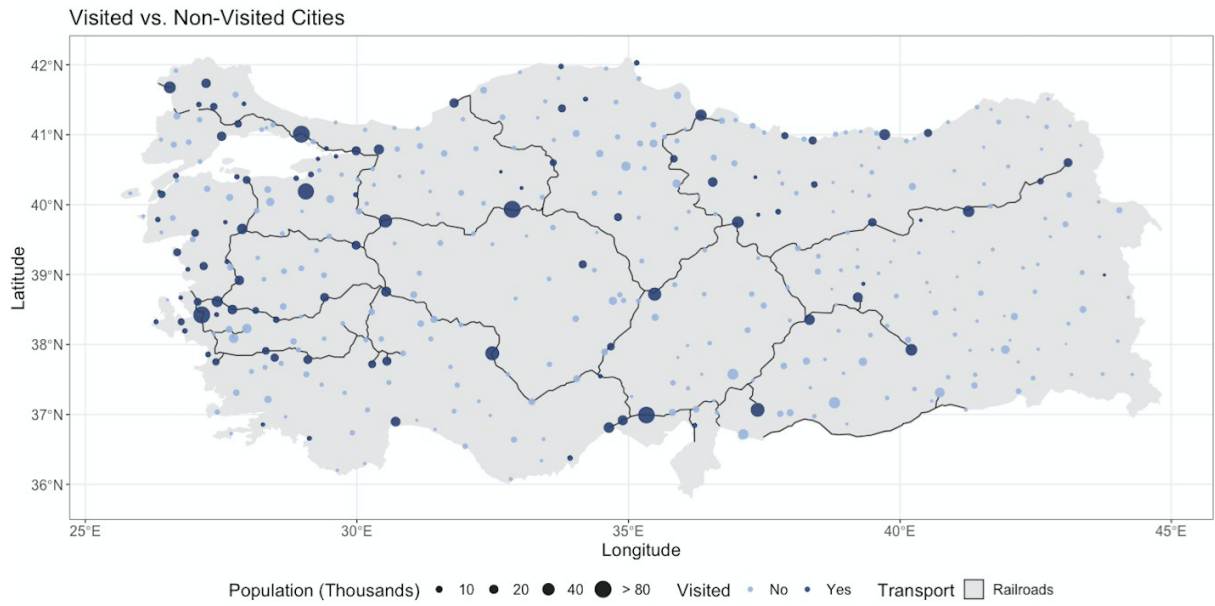 Visited vs. Non-Visited Cities
42°N
41°N
40°N
39°N
38°N
37°N
36°N
Latitude
25°E 30°E 35°E 40°E 45°E
Longitude
Population (Thousands) 10 20 40 > 80 Visited No Yes Transport Railroads